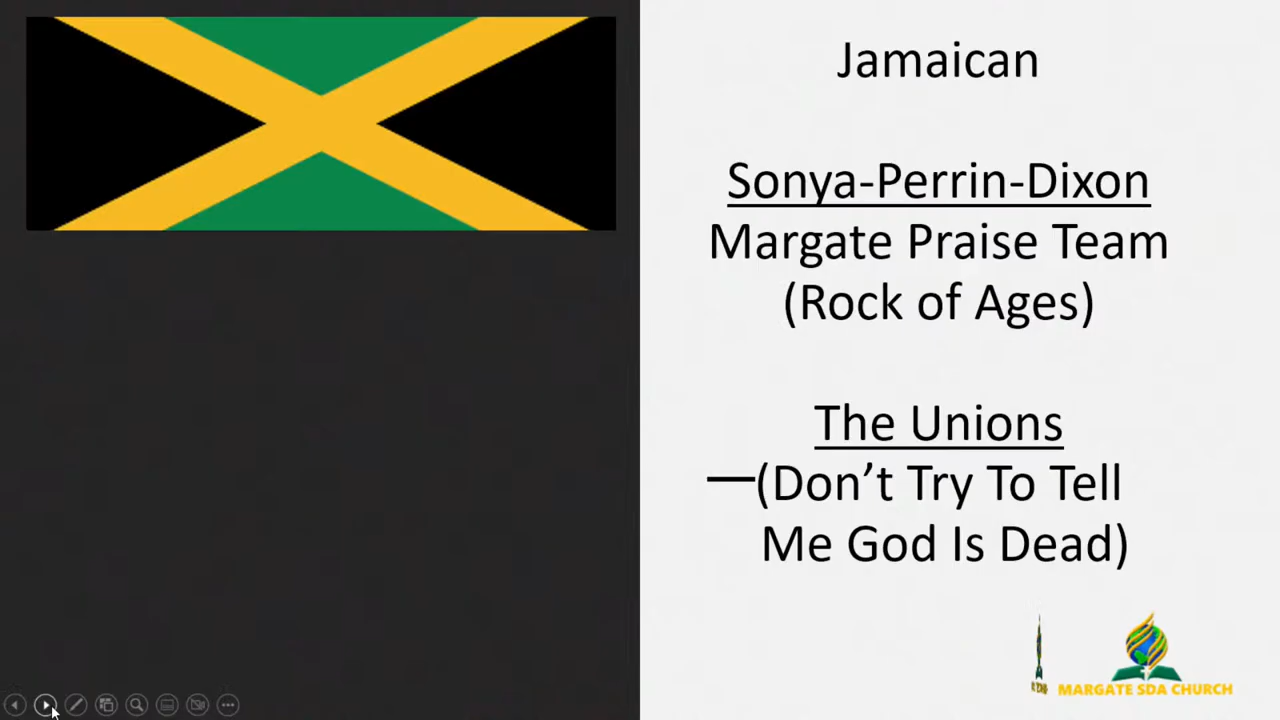 Jamaican
Sonya-Perrin-Dixon
Margate Praise Team
(Rock of Ages)
The Unions
—(Don’t Try To Tell
Me God Is Dead)
MARGATE SDA CHURCH